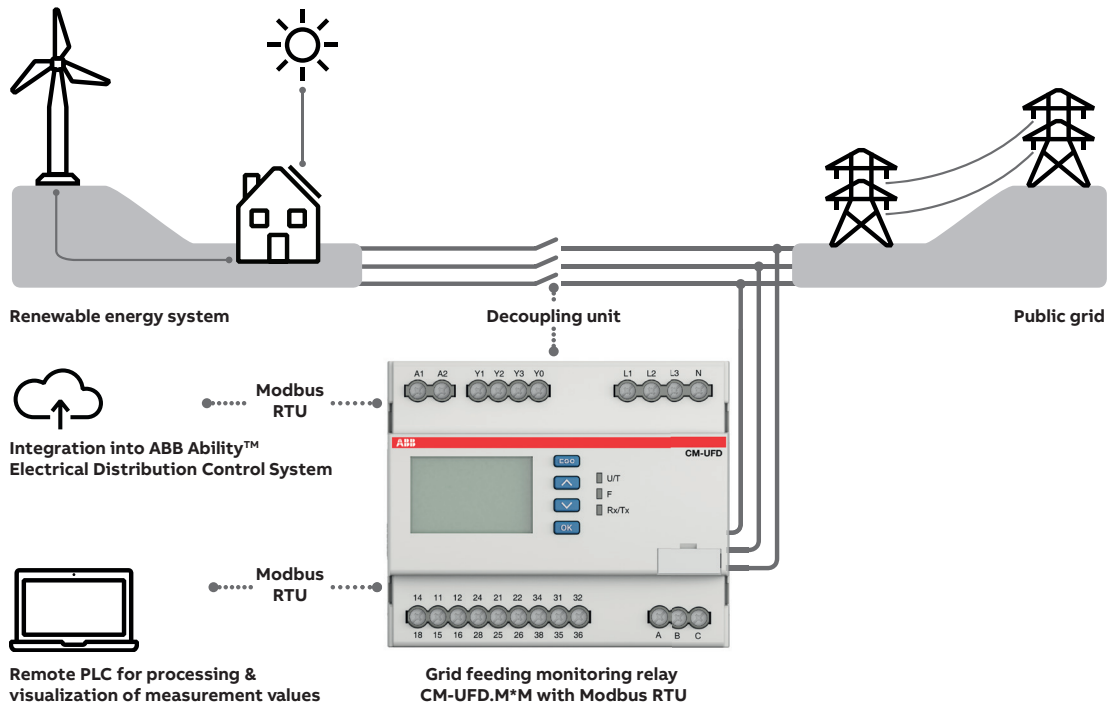 Renewable energy system
Decoupling unit
Public grid
Modbus
RTU
Integration into ABB Ability™
Electrical Distribution Control System
A1 A2 Y1 Y2 Y3 Y0 L1 L2 L3 N
ABB
CM-UFD
ESC
U/T
F
Rx/Tx
OK
Modbus
RTU
14 11 12 24 21 22 34 31 32
18 15 16 28 25 26 38 35 36 A B C
Remote PLC for processing &
visualization of measurement values
Grid feeding monitoring relay
CM-UFD.M*M with Modbus RTU